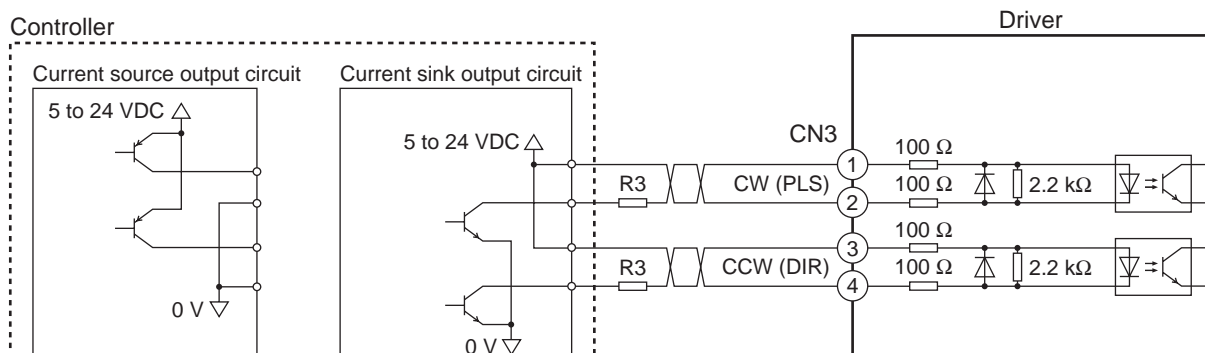 Controller
Driver
Current source output circuit
Current sink output circuit
5 to 24 VDC
5 to 24 VDC
CN3
100 Ω
1
R3
CW (PLS)
100 Ω
2.2 kΩ
2
100 Ω
3
R3
CCW (DIR)
100 Ω
2.2 kΩ
4
0 V
0 V